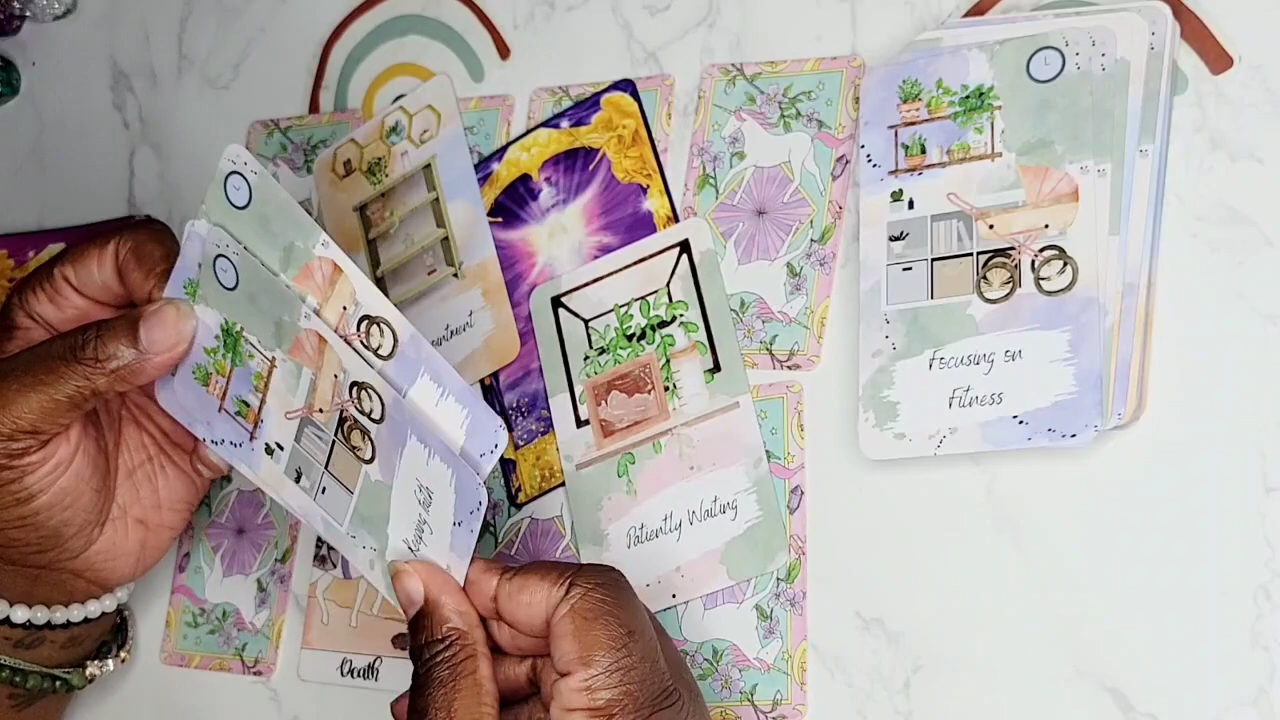 Focusing on
Fitness
Patiently Waiting
Keeping Faith
Death